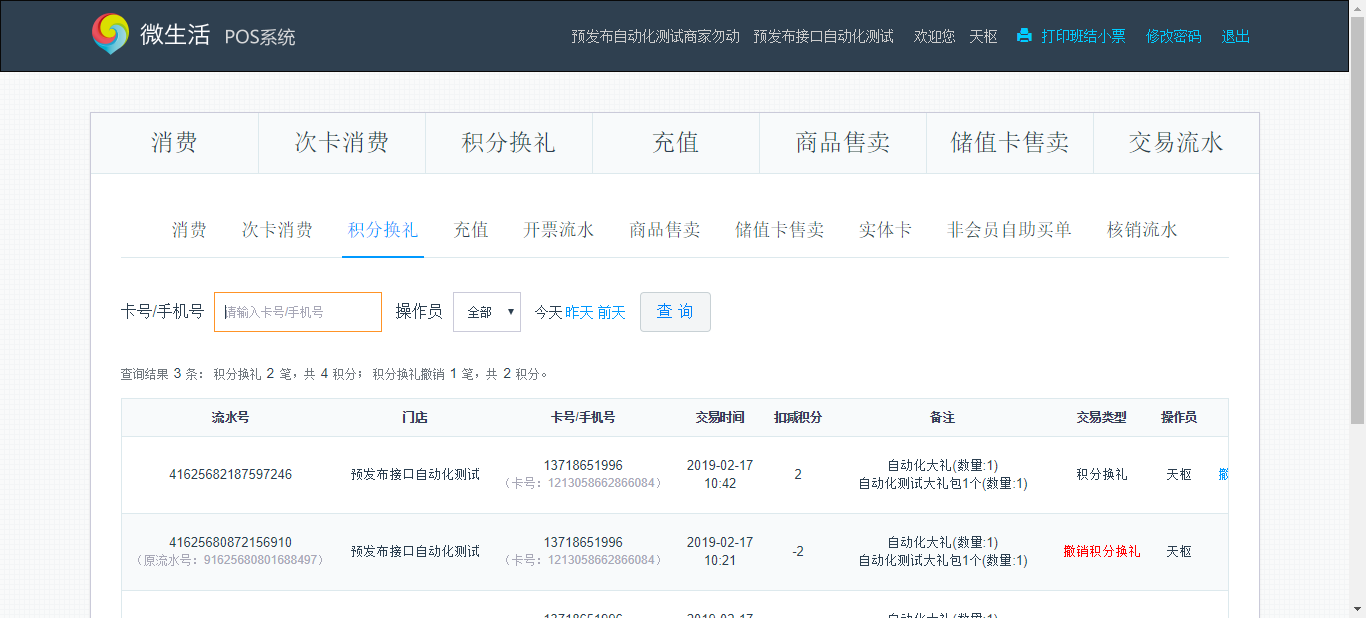 微生活 POS系统 预发布自动化测试商家勿动 预发布接口自动化测试 欢迎您 天枢 打印班结小票 修改密码 退出
消费 次卡消费 积分换礼 充值 商品售卖 储值卡售卖 交易流水
消费 次卡消费 积分换礼 充值 开票流水 商品售卖 储值卡售卖 实体卡 非会员自助买单 核销流水
卡号/手机号 请输入卡号/手机号 操作员 全部 今天 昨天 前天 查 询
查询结果 3 条： 积分换礼 2 笔，共 4 积分； 积分换礼撤销 1 笔，共 2 积分。
流水号 门店 卡号/手机号 交易时间 扣减积分 备注 交易类型 操作员
41625682187597246 预发布接口自动化测试 13718651996 2019-02-17 2 自动化大礼(数量:1) 积分换礼 天枢 撤
（卡号：1213058662866084） 10:42 自动化测试大礼包1个(数量:1)
41625680872156910 预发布接口自动化测试 13718651996 2019-02-17 -2 自动化大礼(数量:1) 撤销积分换礼 天枢
（原流水号：91625680801688497） （卡号：1213058662866084） 10:21 自动化测试大礼包1个(数量:1)
13718651996 2019-02-17 自动化大礼(数量:1)